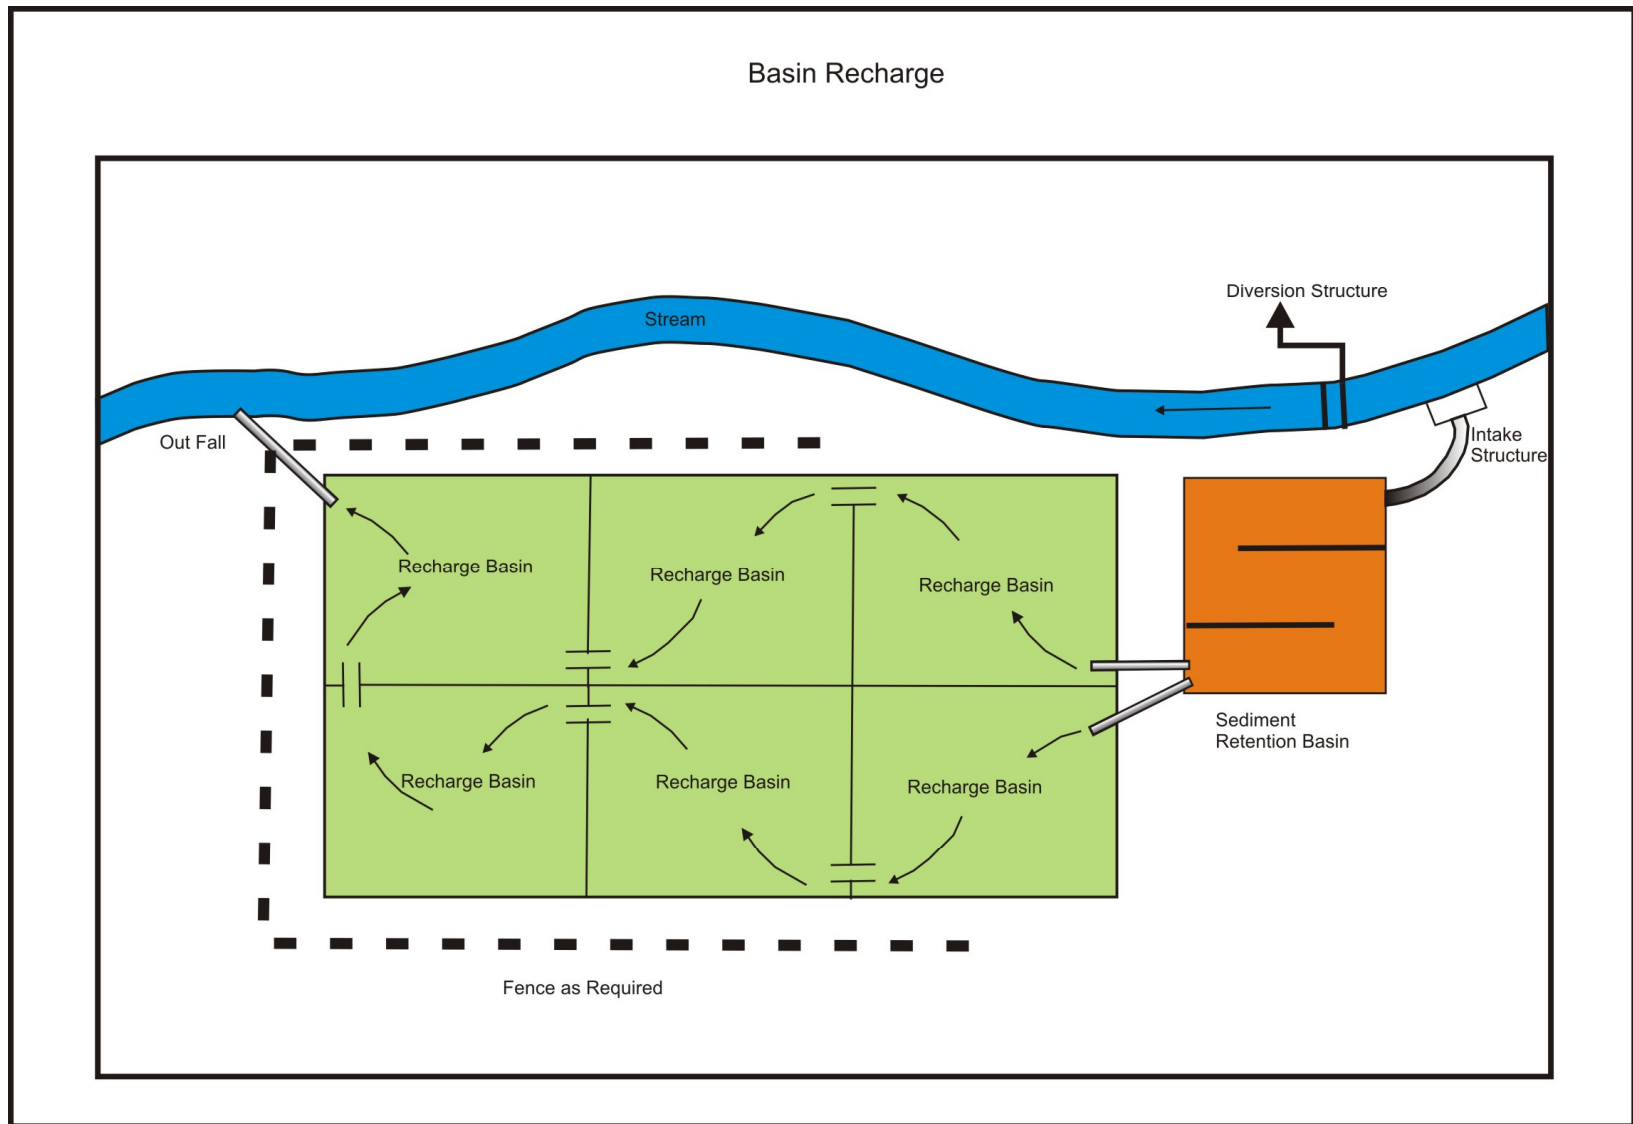 Basin Recharge
Diversion Structure
Stream
Out Fall
Intake
Structure
Recharge Basin
Recharge Basin
Recharge Basin
Sediment
Retention Basin
Recharge Basin
Recharge Basin
Recharge Basin
Fence as Required